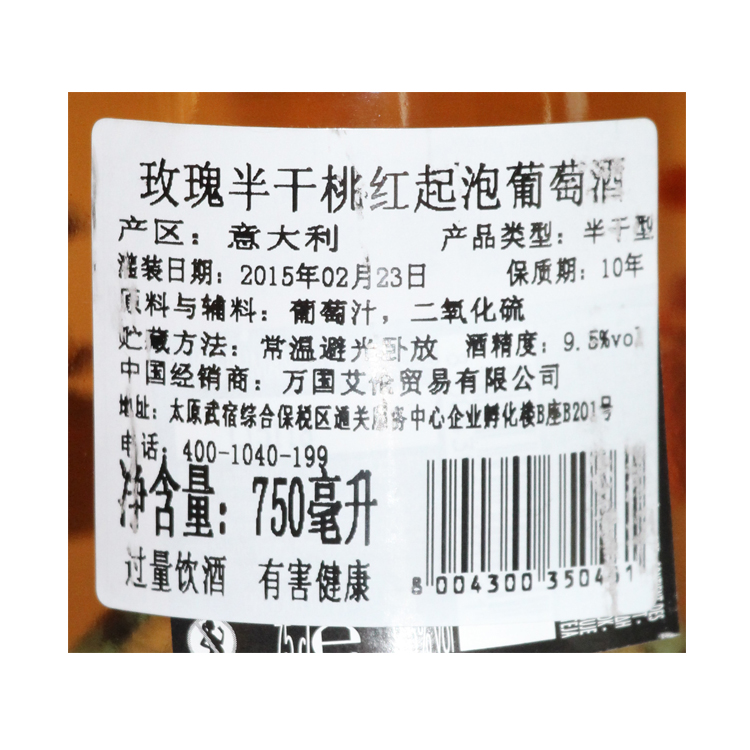 玫瑰半干桃红起泡葡萄酒
产区：意大利 产品类型：半干型
灌装日期：2015年02月23日 保质期：10年
原料与辅料：葡萄汁，二氧化硫
贮藏方法：常温避光卧放 酒精度：9.5%vol
中国经销商：万国艾 贸易有限公司
地址：太原武宿综合保税区通关服务中心企业孵化楼B座B201号
电话：400-1040-199
净含量：750毫升
过量饮酒 有害健康
8 004300 350461
75cl e